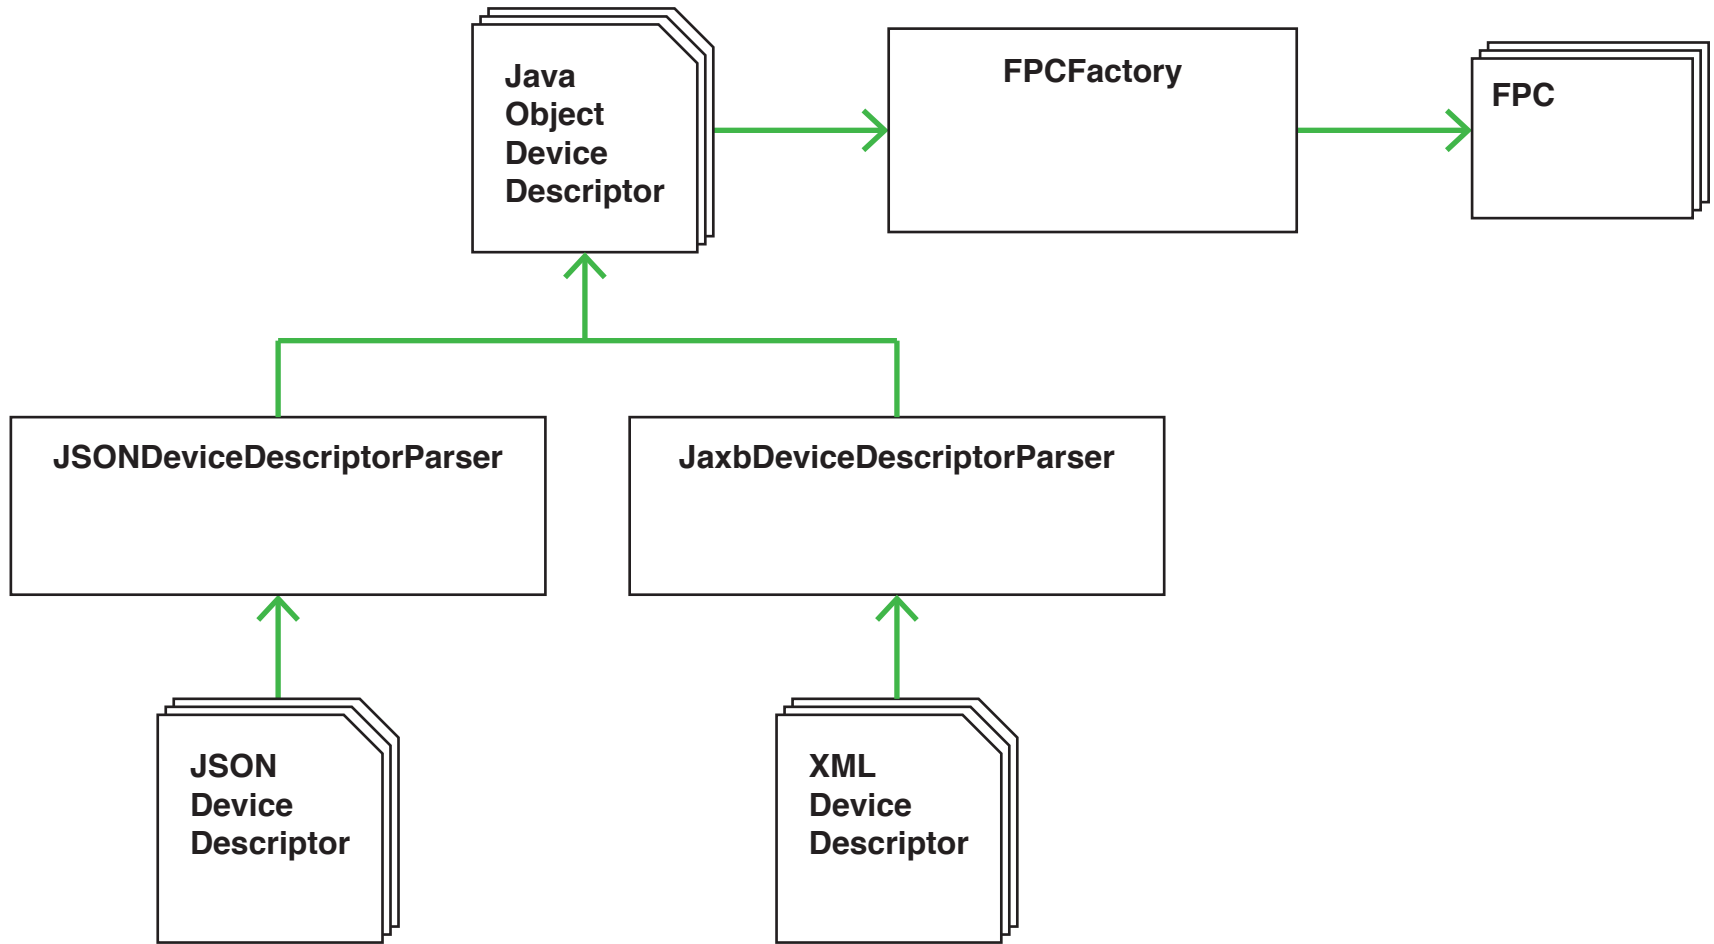 Java
Object
Device
Descriptor
FPCFactory
FPC
JSONDeviceDescriptorParser
JaxbDeviceDescriptorParser
JSON
Device
Descriptor
XML
Device
Descriptor